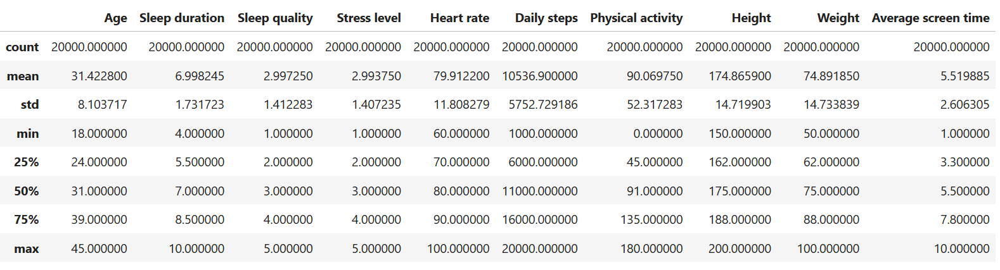 Age Sleep duration Sleep quality Stress level Heart rate Daily steps Physical activity Height Weight Average screen time
count 20000.000000 20000.000000 20000.000000 20000.000000 20000.000000 20000.000000 20000.000000 20000.000000 20000.000000 20000.000000
mean 31.422800 6.998245 2.997250 2.993750 79.912200 10536.900000 90.069750 174.865900 74.891850 5.519885
std 8.103717 1.731723 1.412283 1.407235 11.808279 5752.729186 52.317283 14.719903 14.733839 2.606305
min 18.000000 4.000000 1.000000 1.000000 60.000000 1000.000000 0.000000 150.000000 50.000000 1.000000
25% 24.000000 5.500000 2.000000 2.000000 70.000000 6000.000000 45.000000 162.000000 62.000000 3.300000
50% 31.000000 7.000000 3.000000 3.000000 80.000000 11000.000000 91.000000 175.000000 75.000000 5.500000
75% 39.000000 8.500000 4.000000 4.000000 90.000000 16000.000000 135.000000 188.000000 88.000000 7.800000
max 45.000000 10.000000 5.000000 5.000000 100.000000 20000.000000 180.000000 200.000000 100.000000 10.000000